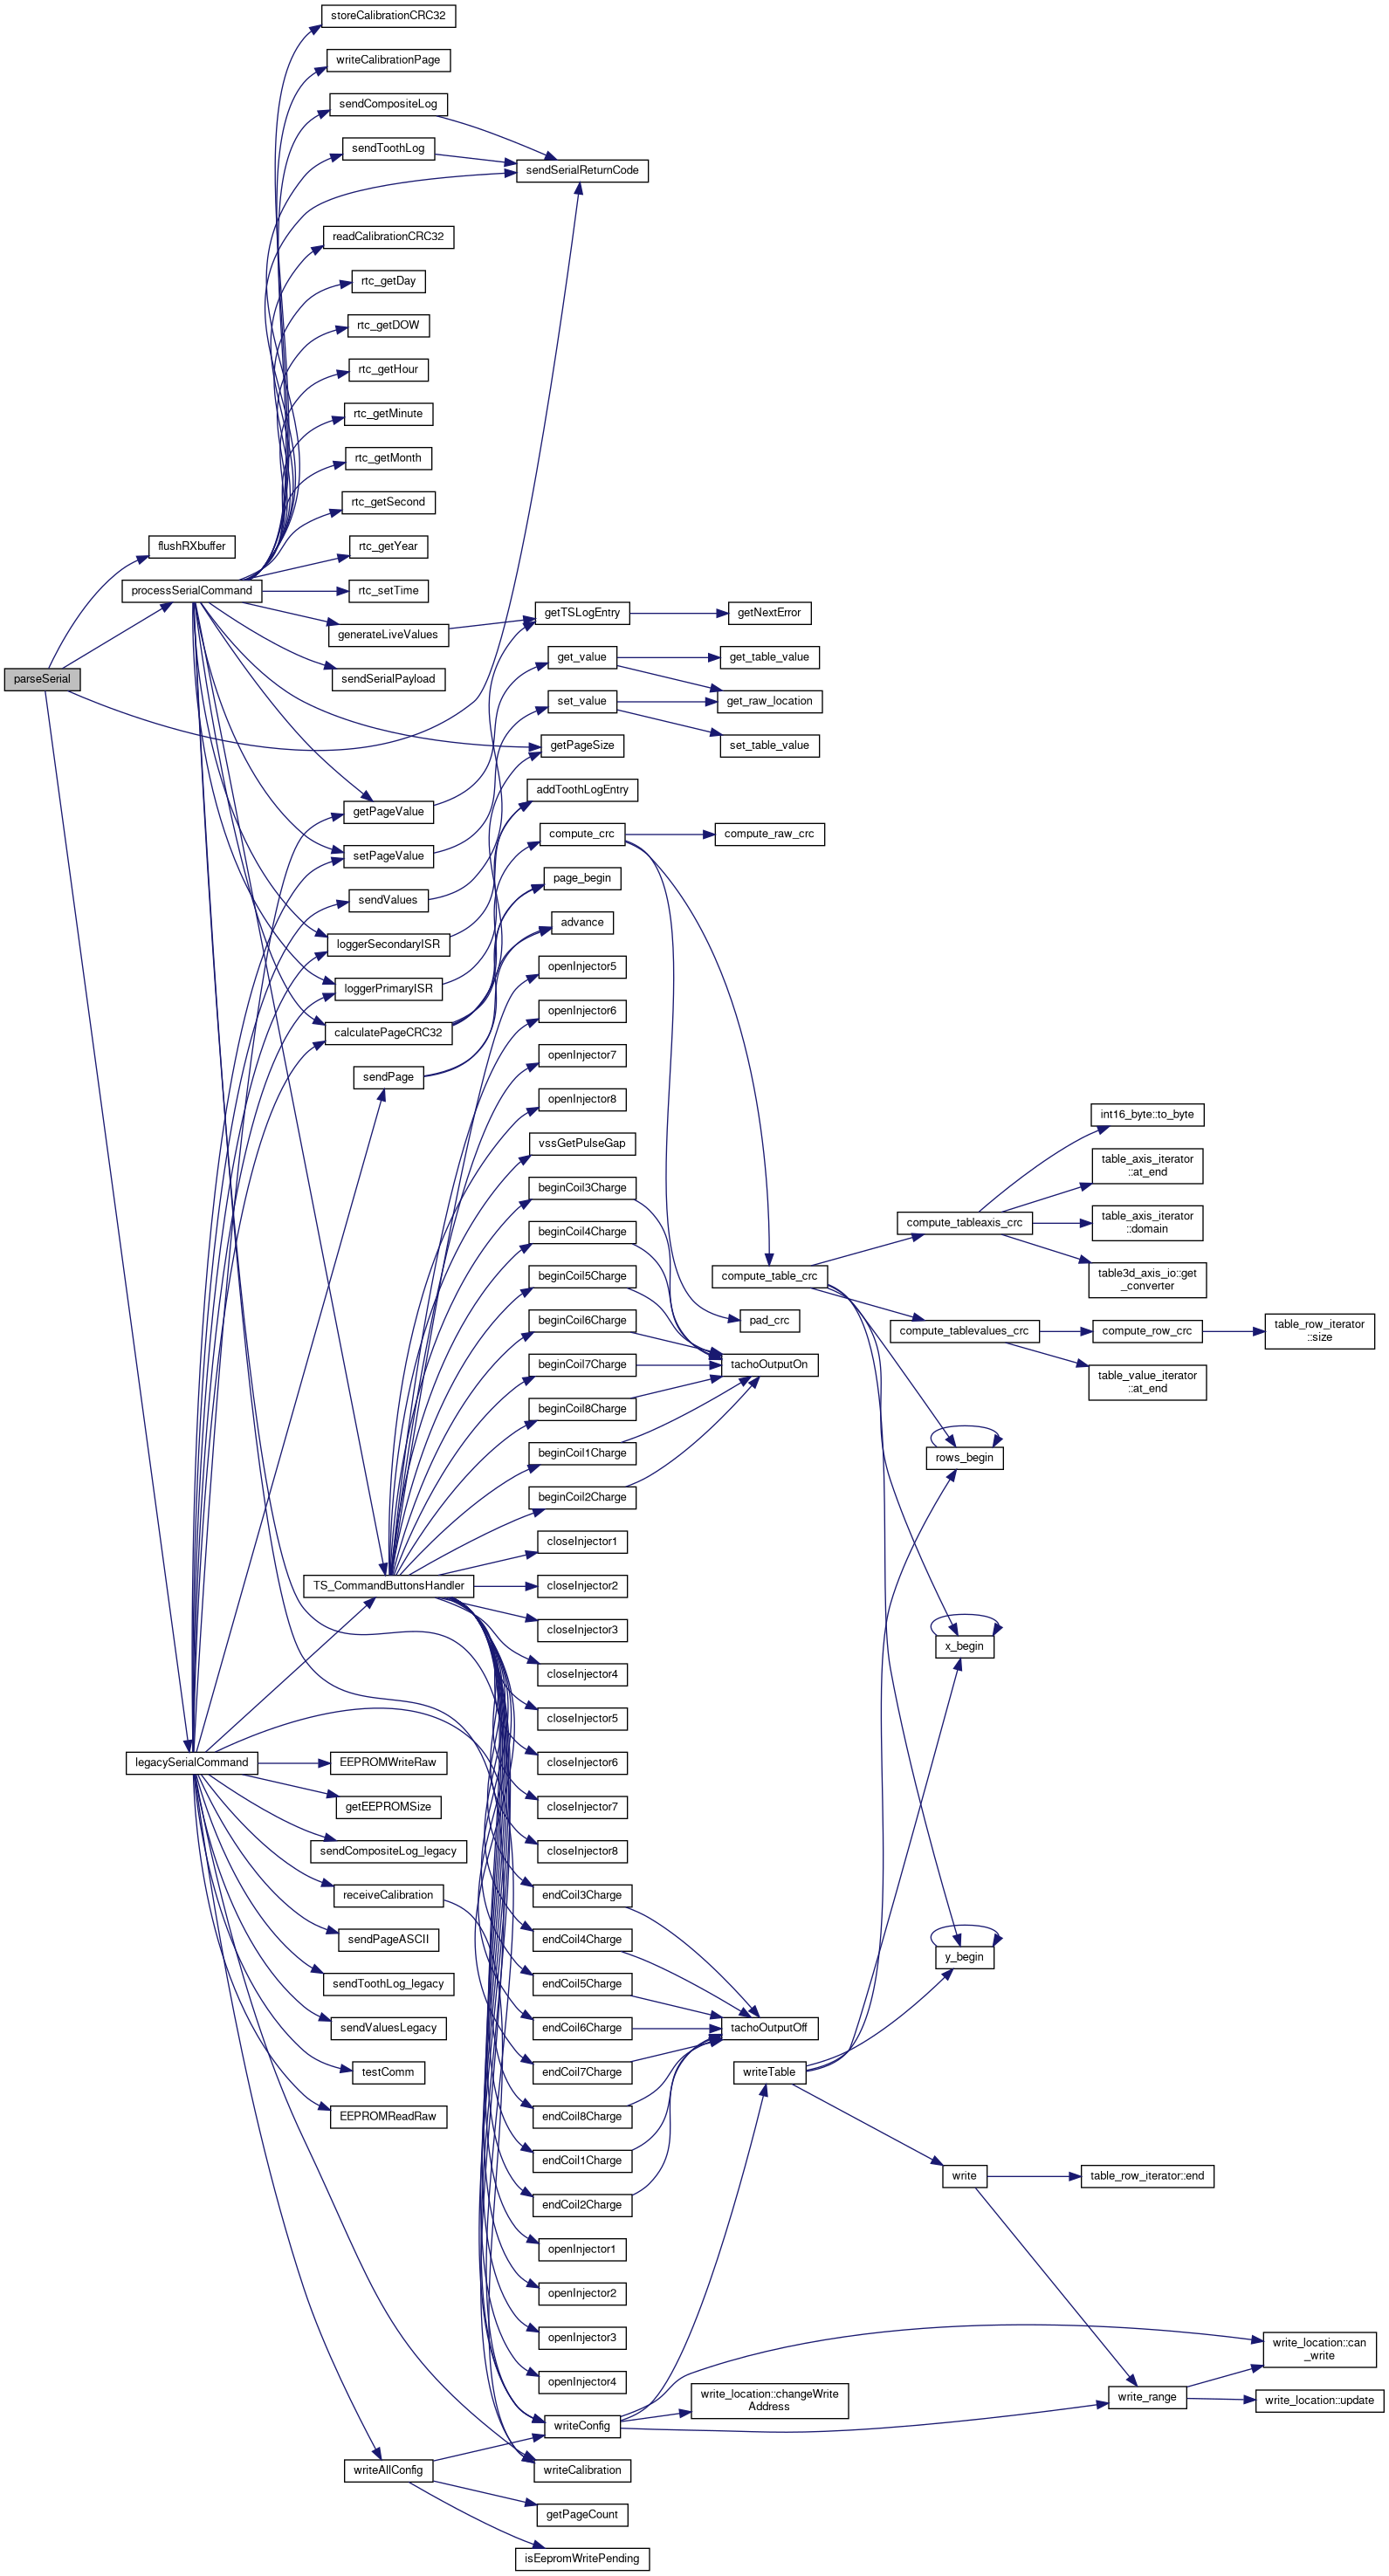 storeCalibrationCRC32
writeCalibrationPage
sendCompositeLog
sendToothLog
sendSerialReturnCode
readCalibrationCRC32
rtc_getDay
rtc_getDOW
rtc_getHour
rtc_getMinute
rtc_getMonth
rtc_getSecond
flushRXbuffer
rtc_getYear
processSerialCommand
rtc_setTime
getTSLogEntry
getNextError
generateLiveValues
get_value
get_table_value
parseSerial
sendSerialPayload
set_value
get_raw_location
getPageSize
set_table_value
addToothLogEntry
getPageValue
compute_crc
compute_raw_crc
setPageValue
page_begin
sendValues
advance
loggerSecondaryISR
openInjector5
loggerPrimaryISR
openInjector6
calculatePageCRC32
openInjector7
sendPage
openInjector8
int16_byte::to_byte
vssGetPulseGap
table_axis_iterator
::at_end
beginCoil3Charge
table_axis_iterator
::domain
compute_tableaxis_crc
beginCoil4Charge
table3d_axis_io::get
_converter
beginCoil5Charge
compute_table_crc
beginCoil6Charge
pad_crc
compute_tablevalues_crc
compute_row_crc
table_row_iterator
::size
beginCoil7Charge
tachoOutputOn
table_value_iterator
::at_end
beginCoil8Charge
beginCoil1Charge
rows_begin
beginCoil2Charge
closeInjector1
TS_CommandButtonsHandler
closeInjector2
closeInjector3
x_begin
closeInjector4
closeInjector5
legacySerialCommand
EEPROMWriteRaw
closeInjector6
getEEPROMSize
closeInjector7
sendCompositeLog_legacy
closeInjector8
receiveCalibration
endCoil3Charge
sendPageASCII
endCoil4Charge
y_begin
sendToothLog_legacy
endCoil5Charge
sendValuesLegacy
endCoil6Charge
tachoOutputOff
testComm
endCoil7Charge
writeTable
EEPROMReadRaw
endCoil8Charge
endCoil1Charge
write
table_row_iterator::end
endCoil2Charge
openInjector1
openInjector2
openInjector3
write_location::can
_write
openInjector4
write_location::changeWrite
Address
write_range
write_location::update
writeConfig
writeAllConfig
writeCalibration
getPageCount
isEepromWritePending